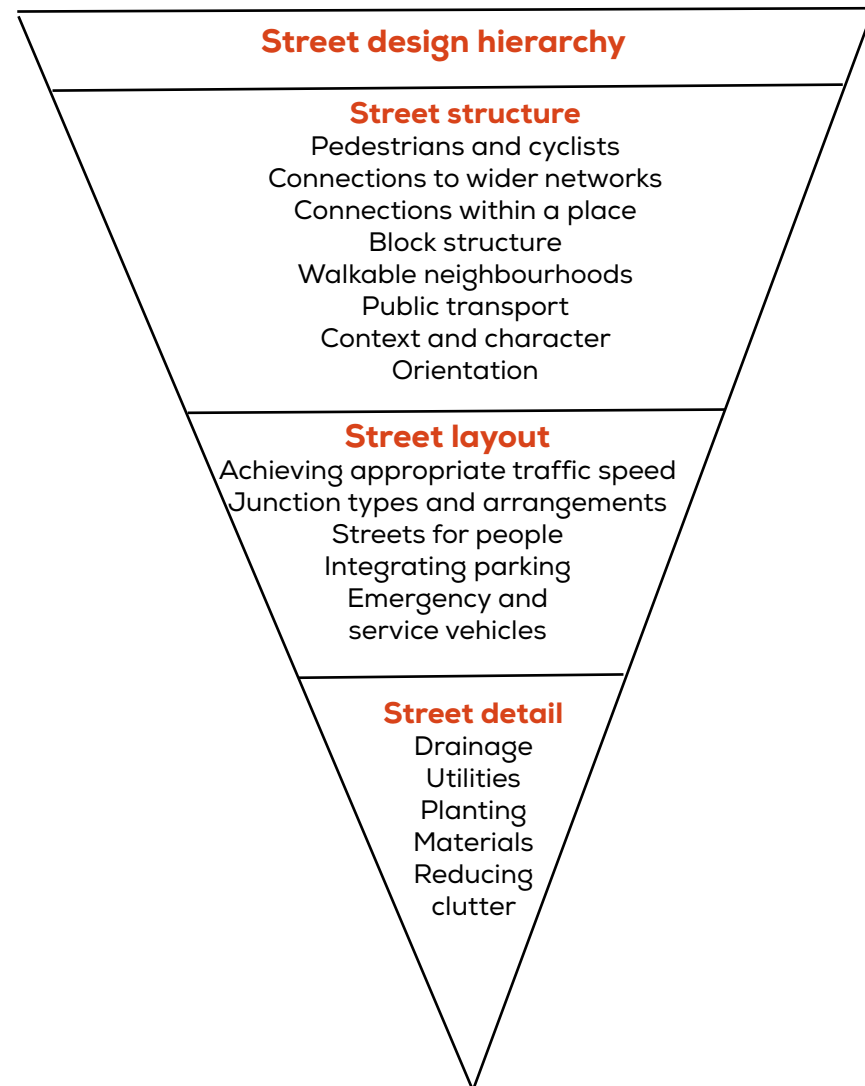 Street design hierarchy
Street structure
Pedestrians and cyclists
Connections to wider networks
Connections within a place
Block structure
Walkable neighbourhoods
Public transport
Context and character
Orientation
Street layout
Achieving appropriate traffic speed
Junction types and arrangements
Streets for people
Integrating parking
Emergency and
service vehicles
Street detail
Drainage
Utilities
Planting
Materials
Reducing
clutter